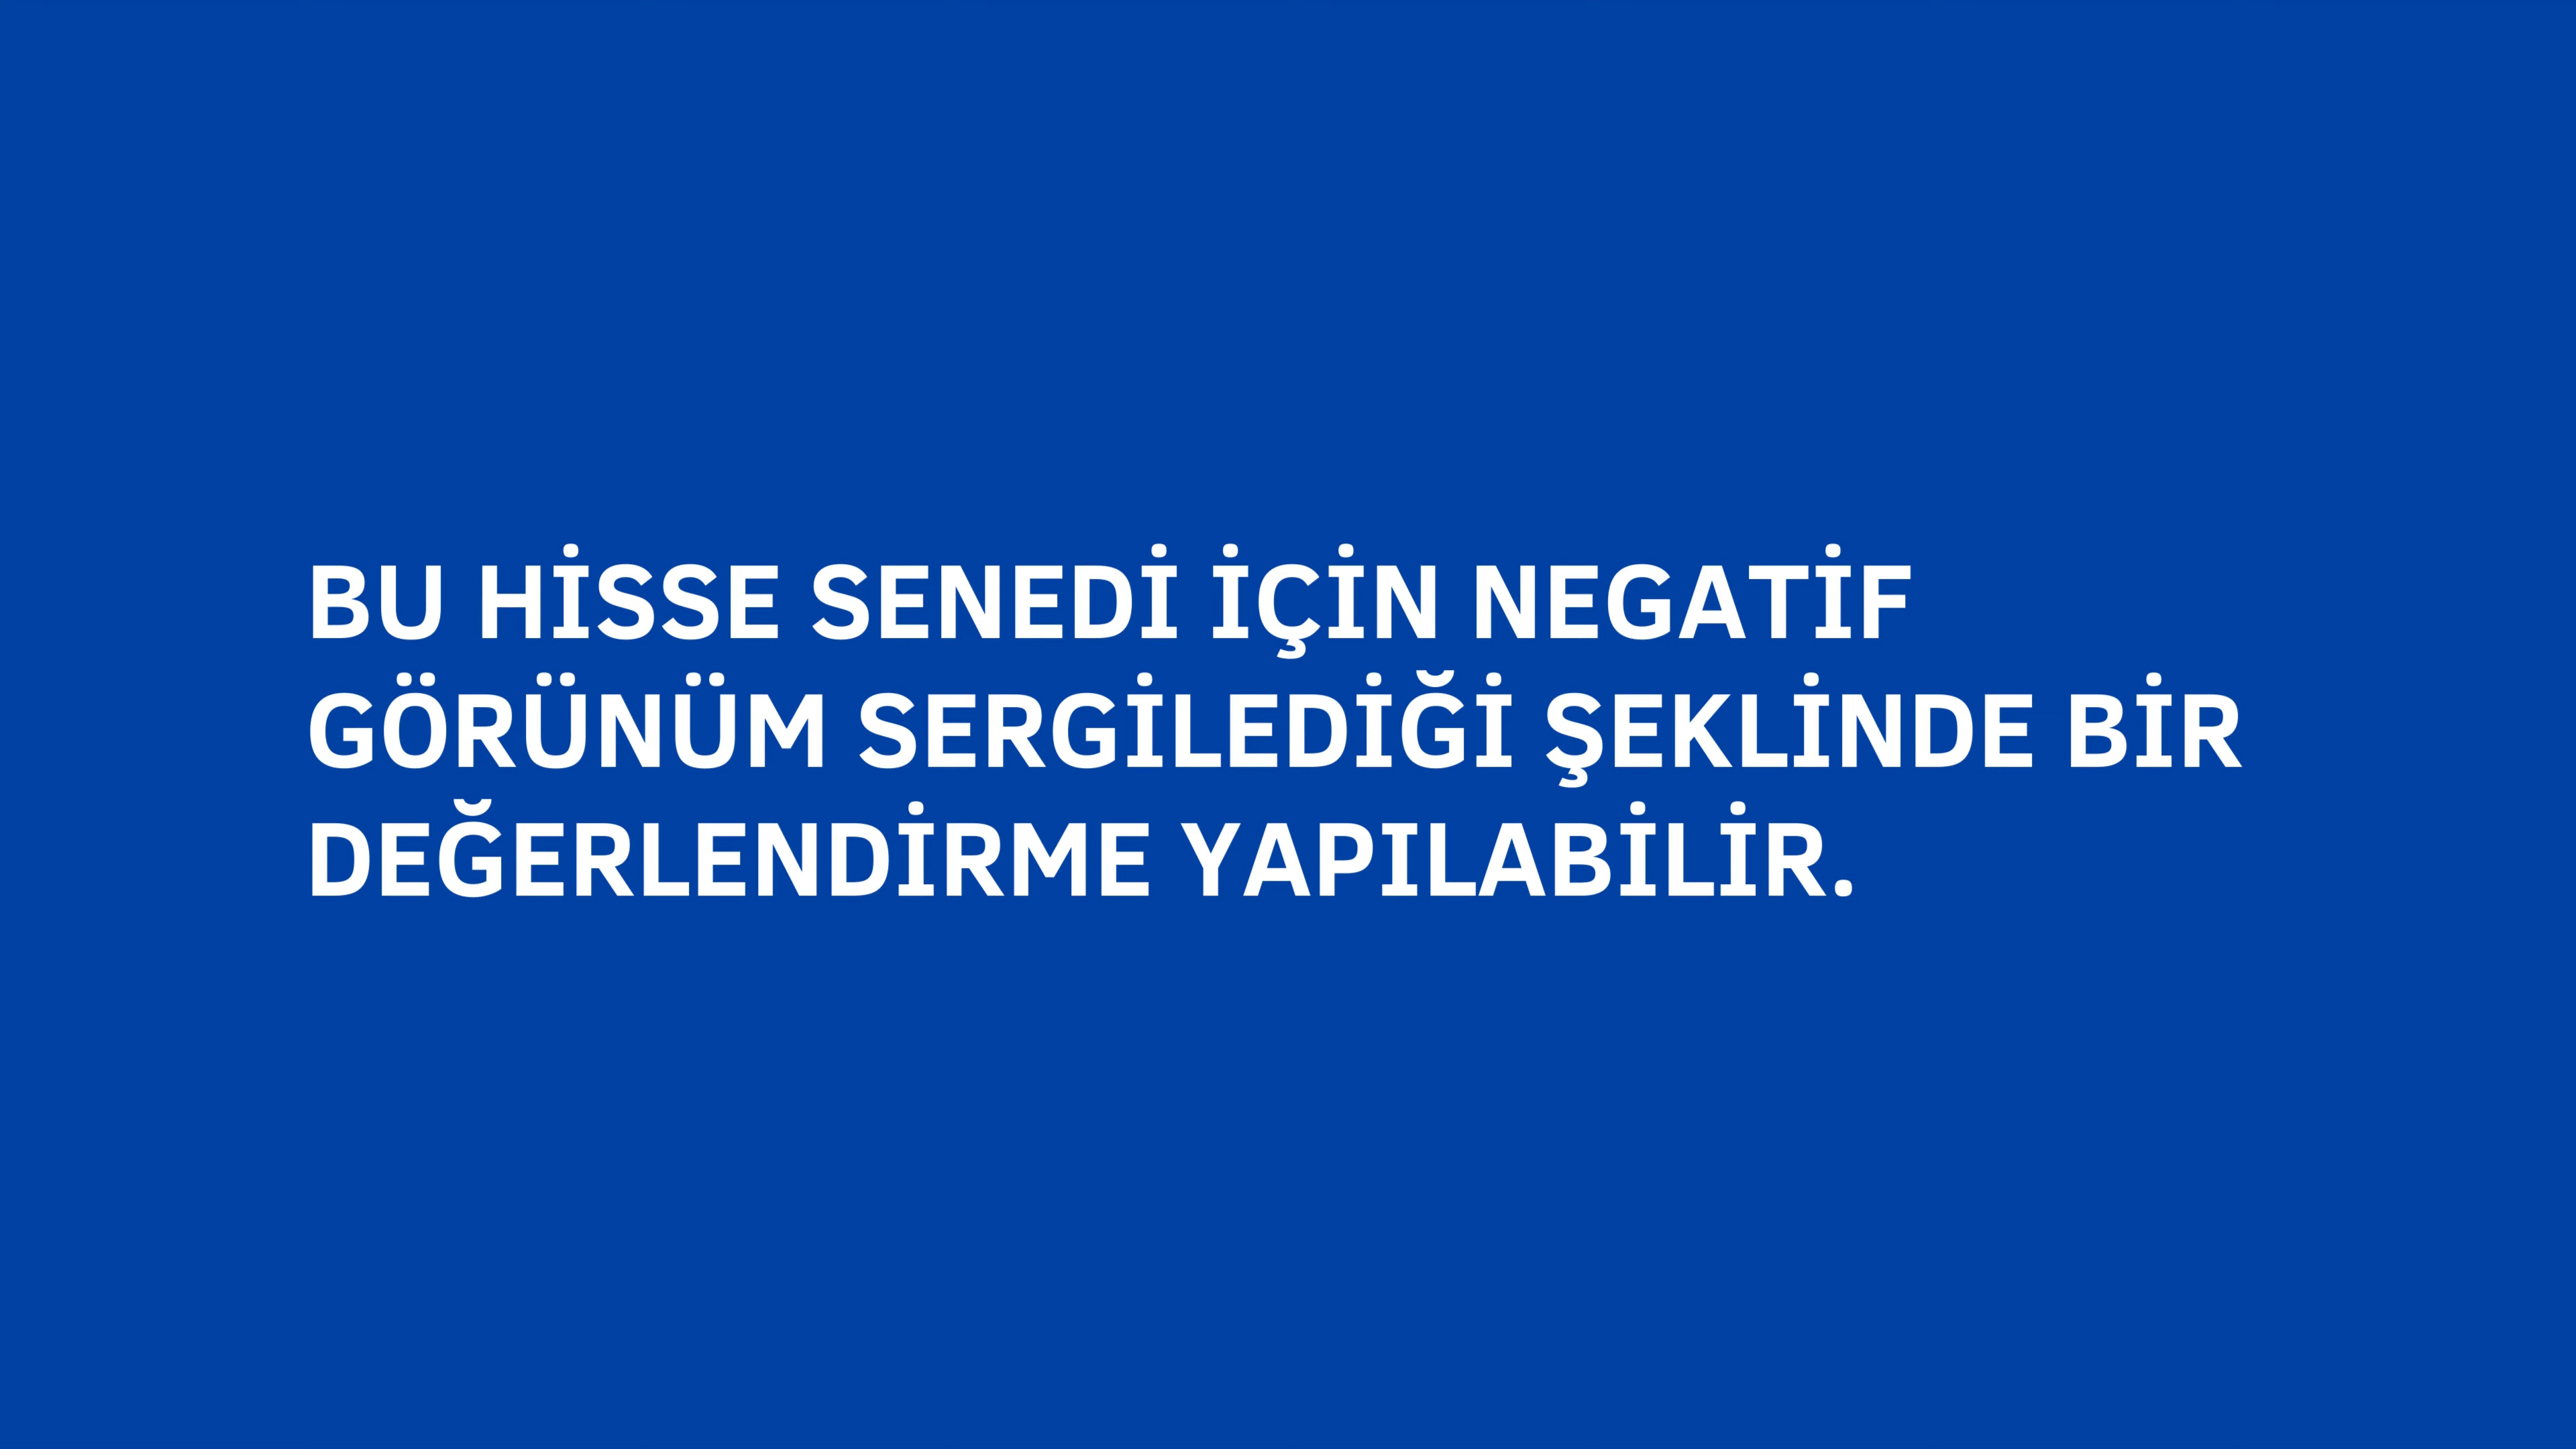 BU HİSSE SENEDİ İÇİN NEGATİF
GÖRÜNÜM SERGİLEDİĞİ ŞEKLİNDE BİR
DEĞERLENDİRME YAPILABİLİR.